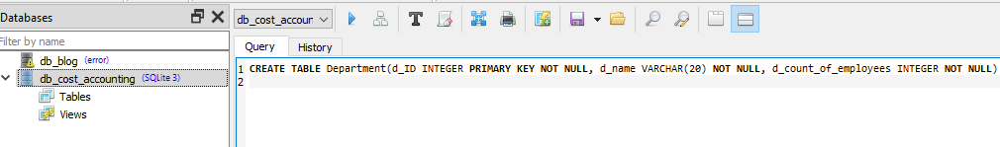 Databases
Filter by name
db_blog (error)
db_cost_accounting (SQLite 3)
Tables
Views
db_cost_accour
Query History
1 CREATE TABLE Department(d_ID INTEGER PRIMARY KEY NOT NULL, d_name VARCHAR(20) NOT NULL, d_count_of_employees INTEGER NOT NULL)
2